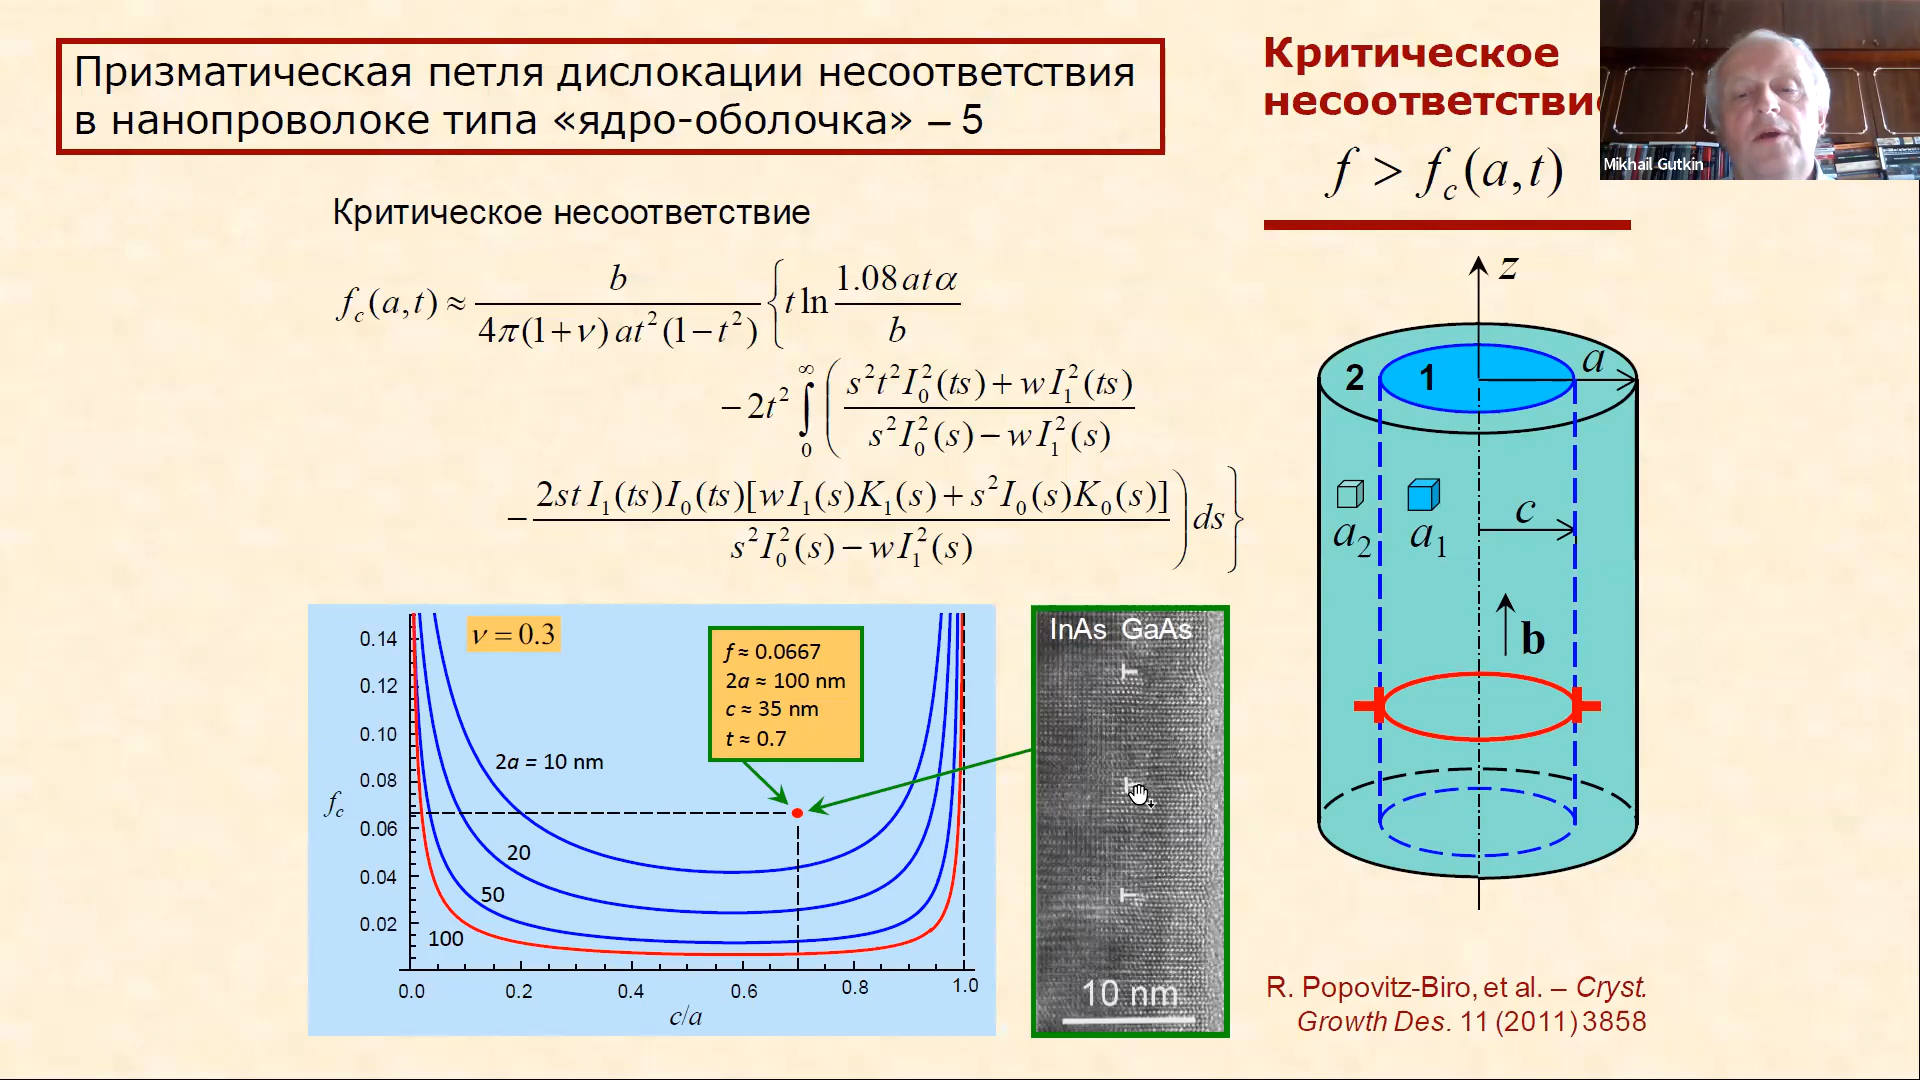 Призматическая петля дислокации несоответствия
в нанопроволоке типа «ядро-оболочка» – 5
Критическое
несоответствие
f > f_c(a,t)
Mikhail Gutkin
Критическое несоответствие
f_c(a,t) ≈ b / (4π(1+ν)at²(1−t²)) { t ln (1.08atα / b)
− 2t² ∫₀^∞ ( (s²t²I₀²(ts) + wI₁²(ts)) / (s²I₀²(s) − wI₁²(s))
− (2st I₁(ts)I₀(ts)[wI₁(s)K₁(s) + s²I₀(s)K₀(s)]) / (s²I₀²(s) − wI₁²(s)) ) ds }
z
a
2
1
a₂
a₁
c
b
ν = 0.3
f ≈ 0.0667
2a ≈ 100 nm
c ≈ 35 nm
t ≈ 0.7
0.14
0.12
0.10
0.08
0.06
0.04
0.02
f_c
2a = 10 nm
20
50
100
0.0
0.2
0.4
0.6
0.8
1.0
c/a
InAs GaAs
10 nm
R. Popovitz-Biro, et al. – Cryst.
Growth Des. 11 (2011) 3858